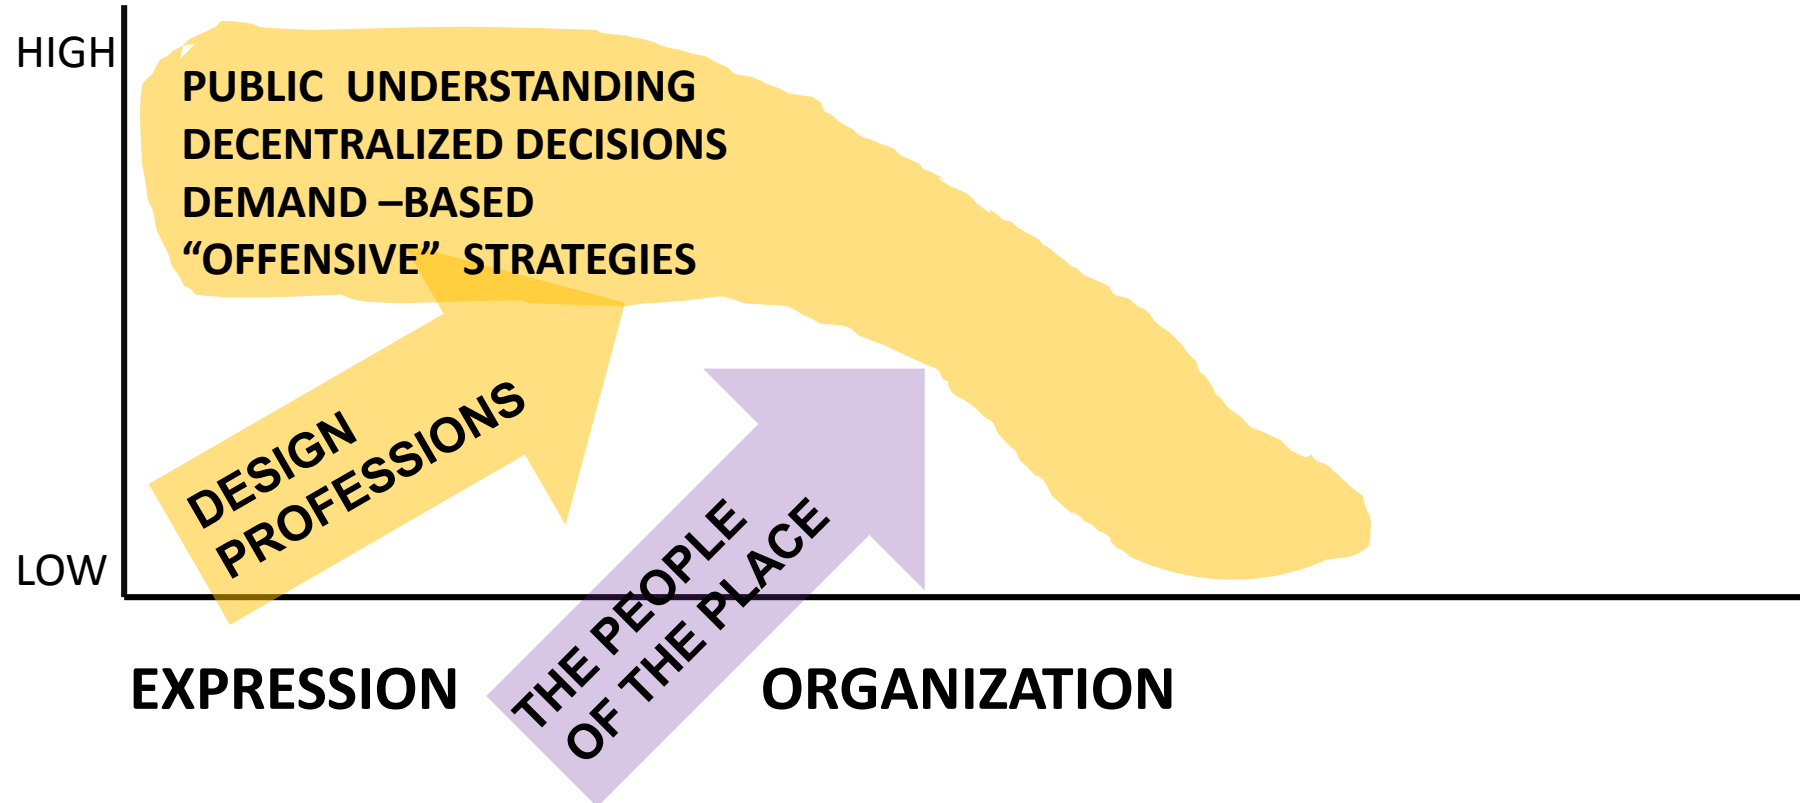 HIGH
PUBLIC UNDERSTANDING
DECENTRALIZED DECISIONS
DEMAND –BASED
“OFFENSIVE” STRATEGIES
DESIGN
PROFESSIONS
THE PEOPLE
OF THE PLACE
LOW
EXPRESSION
ORGANIZATION